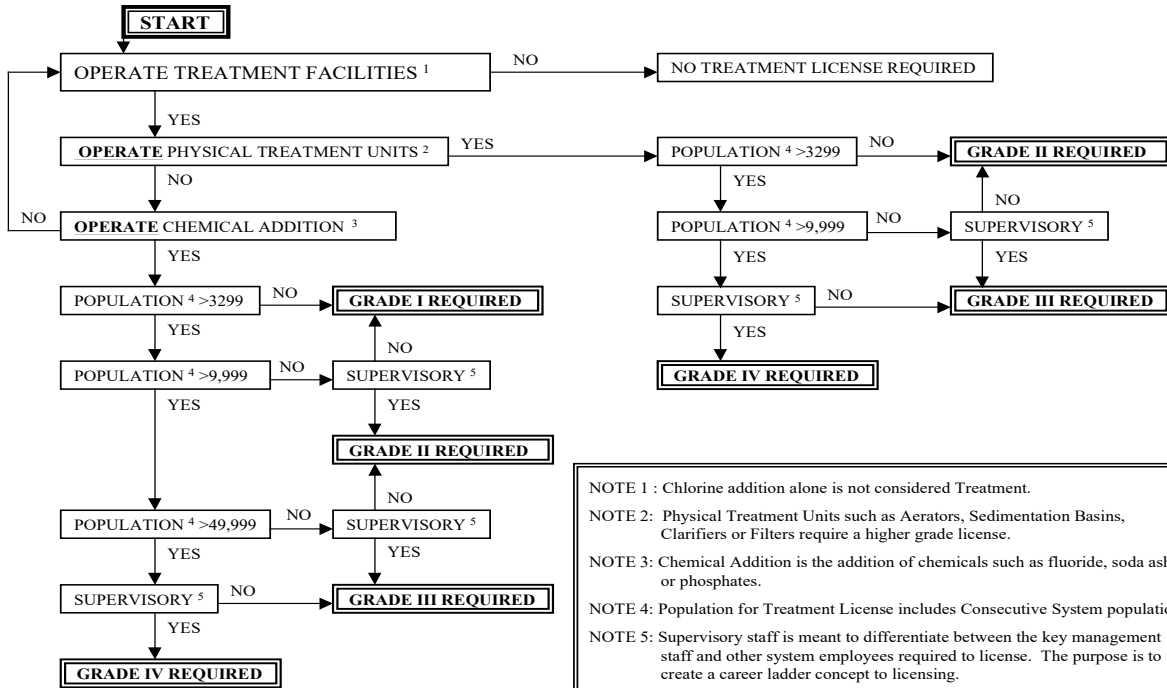 START
OPERATE TREATMENT FACILITIES 1
NO
NO TREATMENT LICENSE REQUIRED
YES
OPERATE PHYSICAL TREATMENT UNITS 2
YES
POPULATION 4 >3299
NO
GRADE II REQUIRED
NO
YES
NO
NO
OPERATE CHEMICAL ADDITION 3
POPULATION 4 >9,999
NO
SUPERVISORY 5
YES
YES
YES
POPULATION 4 >3299
NO
GRADE I REQUIRED
SUPERVISORY 5
NO
GRADE III REQUIRED
YES
NO
YES
POPULATION 4 >9,999
NO
SUPERVISORY 5
GRADE IV REQUIRED
YES
YES
GRADE II REQUIRED
NO
POPULATION 4 >49,999
NO
SUPERVISORY 5
YES
YES
SUPERVISORY 5
NO
GRADE III REQUIRED
YES
GRADE IV REQUIRED
NOTE 1 : Chlorine addition alone is not considered Treatment.
NOTE 2: Physical Treatment Units such as Aerators, Sedimentation Basins,
Clarifiers or Filters require a higher grade license.
NOTE 3: Chemical Addition is the addition of chemicals such as fluoride, soda ash
or phosphates.
NOTE 4: Population for Treatment License includes Consecutive System
NOTE 5: Supervisory staff is meant to differentiate between the key management
staff and other system employees required to license. The purpose is to
create a career ladder concept to licensing.